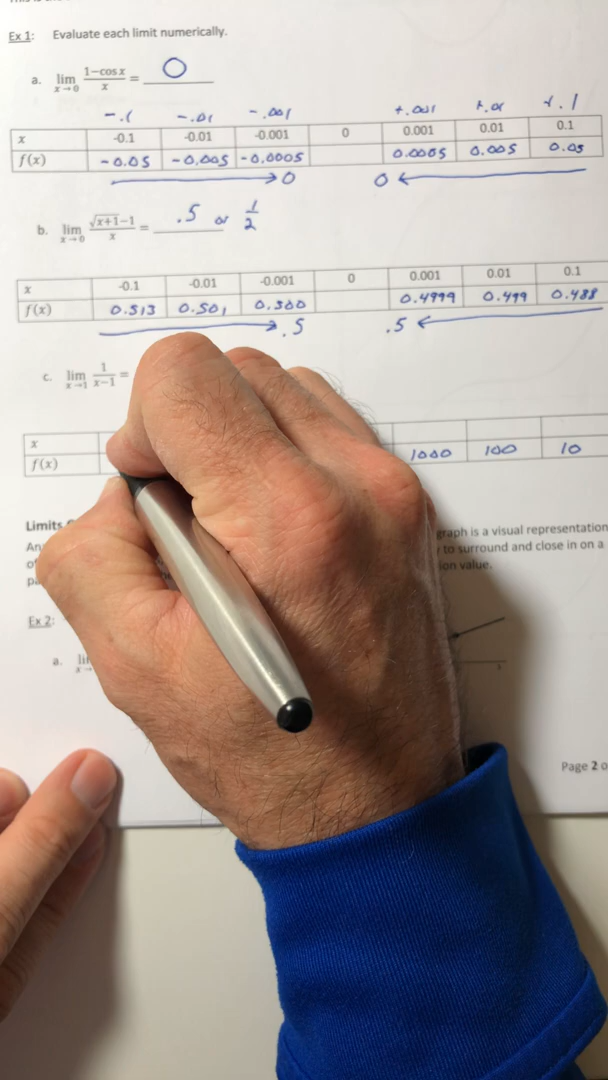 Ex 1: Evaluate each limit numerically.
a. lim x→0 1−cos x / x = 0
-.1 -.01 -.001 +.001 +.01 +.1
x -0.1 -0.01 -0.001 0 0.001 0.01 0.1
f(x) -0.05 -0.005 -0.0005 0.0005 0.005 0.05
→0 0←
b. lim x→0 √x+1−1 / x = .5 or 1/2
x -0.1 -0.01 -0.001 0 0.001 0.01 0.1
f(x) 0.513 0.501 0.500 0.4999 0.499 0.488
→.5 .5←
c. lim x→1 1 / x−1 =
x
f(x) 1000 100 10
Limits
graph is a visual representation
to surround and close in on a
ion value.
Ex 2:
a.
Page 2 o